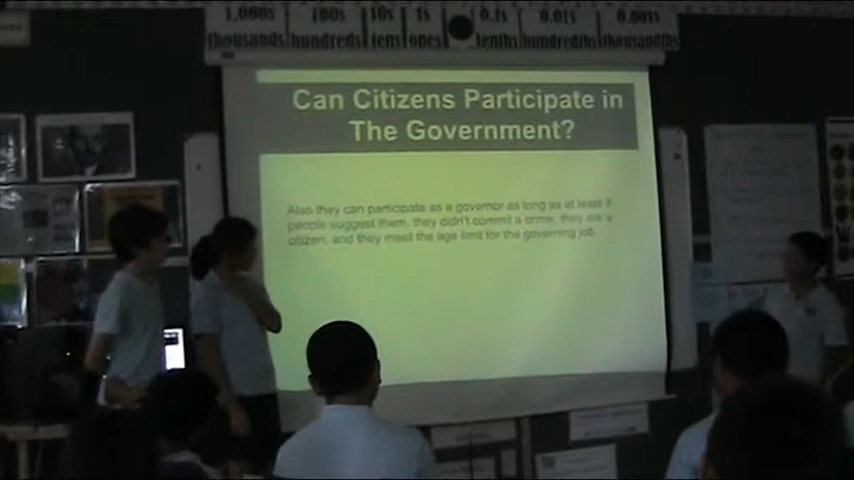 1,000s 100s 10s 1s 0.1s 0.01s 0.001s
thousands hundreds tens ones tenths hundredths thousandths
Can Citizens Participate in
The Government?
Also they can participate as a governor as long as at least 3
people suggest them, they didn't commit a crime, they are a
citizen, and they meet the age limit for the governing job.